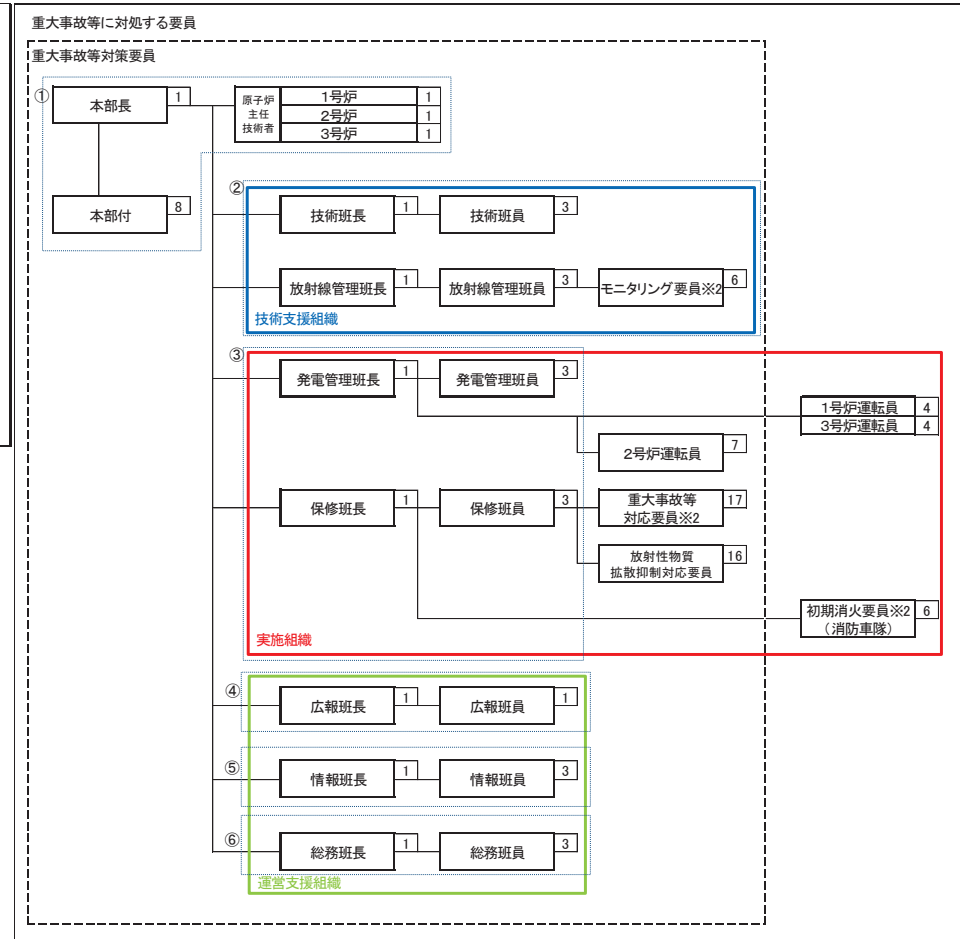 重大事故等に対処する要員
重大事故等対策要員
①
本部長 1
原子炉
主任
技術者
1号炉 1
2号炉 1
3号炉 1
本部付 8
②
技術班長 1 技術班員 3
放射線管理班長 1 放射線管理班員 3 モニタリング要員※2 6
技術支援組織
③
発電管理班長 1 発電管理班員 3
1号炉運転員 4
3号炉運転員 4
2号炉運転員 7
保修班長 1 保修班員 3
重大事故等 17
対応要員※2
放射性物質 16
拡散抑制対応要員
初期消火要員※2 6
（消防車隊）
実施組織
④
広報班長 1 広報班員 1
⑤
情報班長 1 情報班員 3
⑥
総務班長 1 総務班員 3
運営支援組織